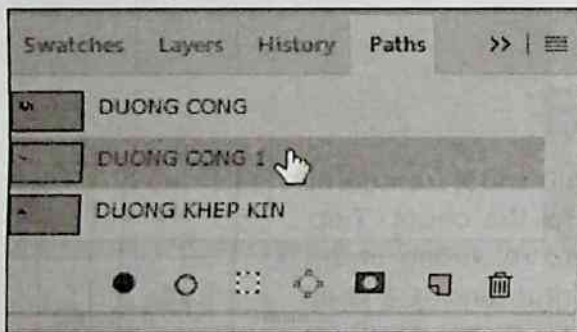 Swatches Layers History Paths >>
DUONG CONG
DUONG CONG 1
DUONG KHEP KIN